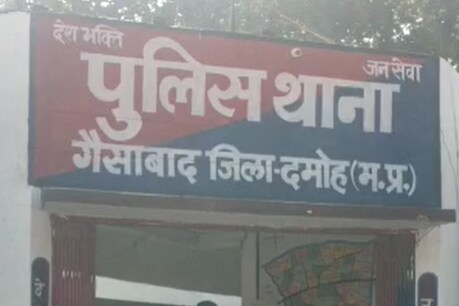 देश भक्ति जन सेवा
पुलिस थाना
गैसाबाद जिला-दमोह (म.प्र.)